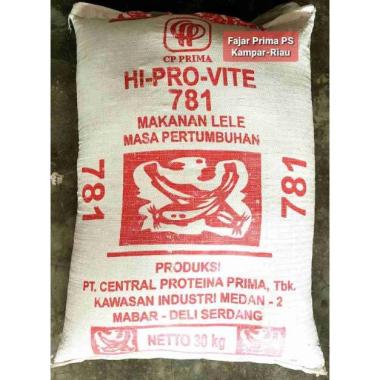 Fajar Prima PS
Kampar-Riau
CP PRIMA
HI-PRO-VITE
781
MAKANAN LELE
MASA PERTUMBUHAN
781
781
PRODUKSI
PT. CENTRAL PROTEINA PRIMA, Tbk.
KAWASAN INDUSTRI MEDAN - 2
MABAR - DELI SERDANG
NETTO 30 kg